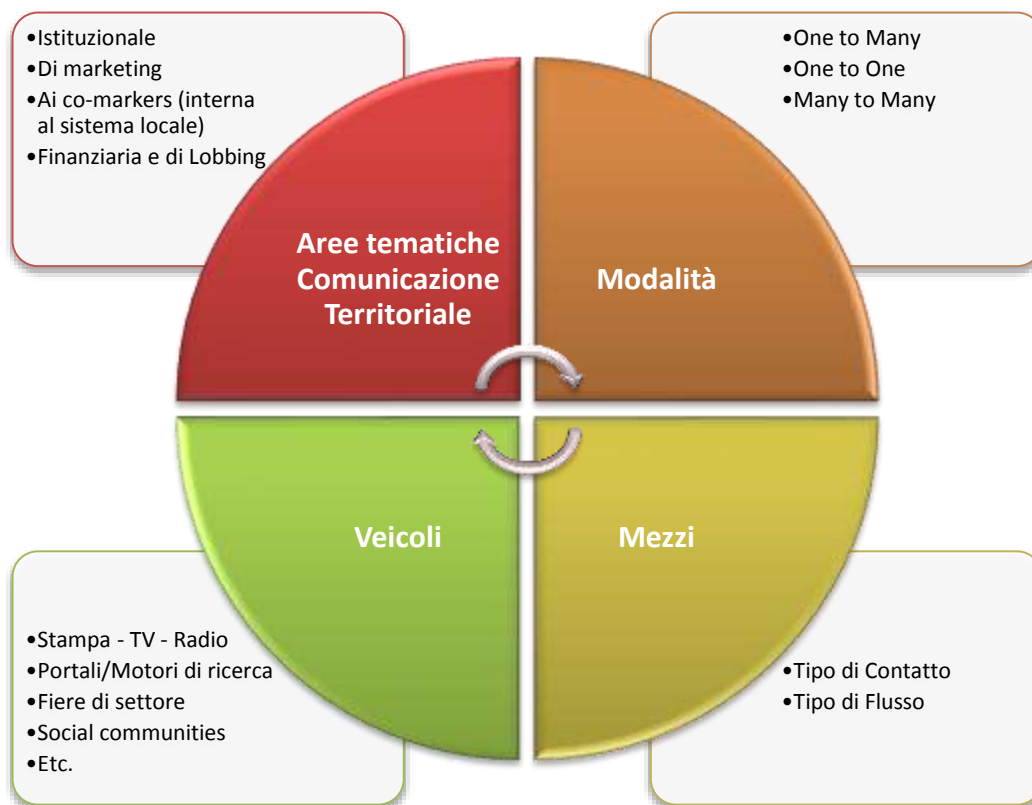 •Istituzionale
•Di marketing
•Ai co-markers (interna
al sistema locale)
•Finanziaria e di Lobbing
•One to Many
•One to One
•Many to Many
Aree tematiche
Comunicazione
Territoriale
Modalità
Veicoli
Mezzi
•Stampa - TV - Radio
•Portali/Motori di ricerca
•Fiere di settore
•Social communities
•Etc.
•Tipo di Contatto
•Tipo di Flusso